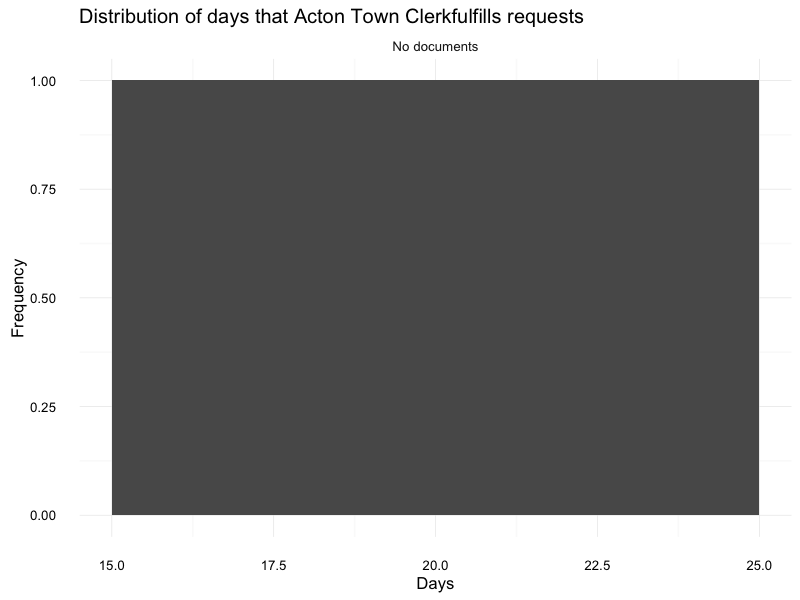 Distribution of days that Acton Town Clerkfulfills requests
No documents
1.00
0.75
0.50
0.25
0.00
Frequency
15.0 17.5 20.0 22.5 25.0
Days